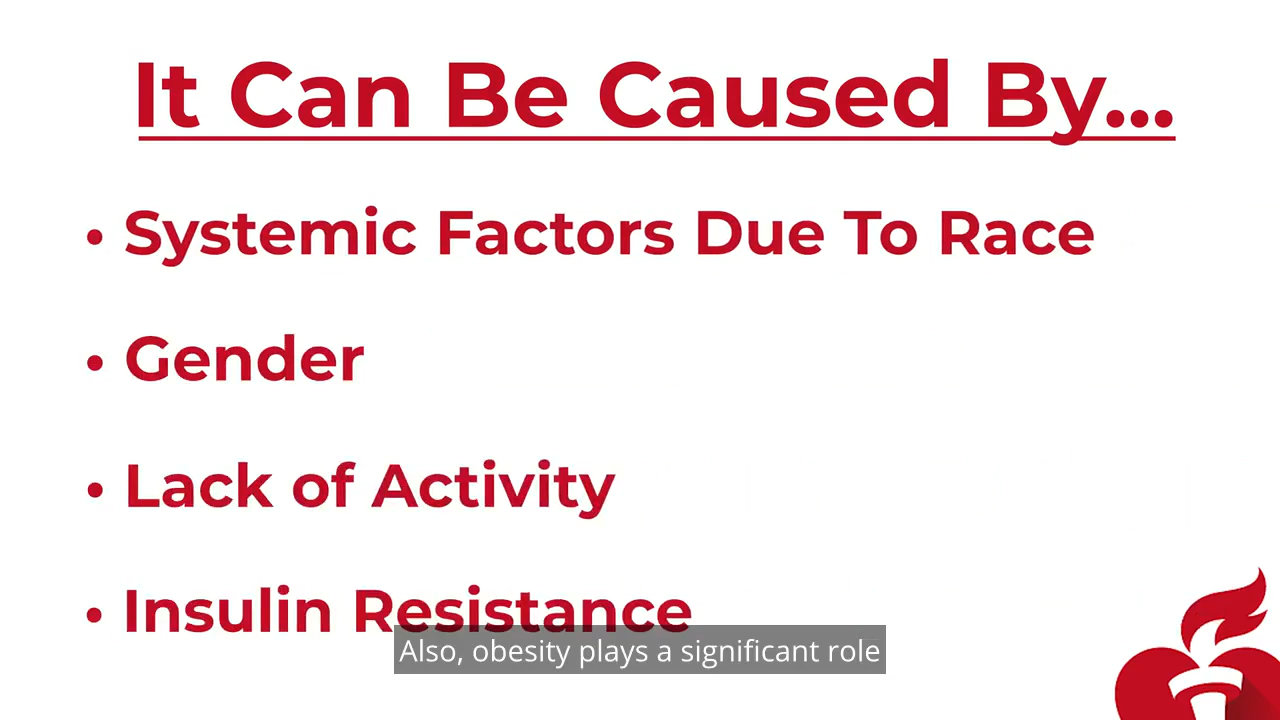 It Can Be Caused By...
• Systemic Factors Due To Race
• Gender
• Lack of Activity
• Insulin Resistance
Also, obesity plays a significant role